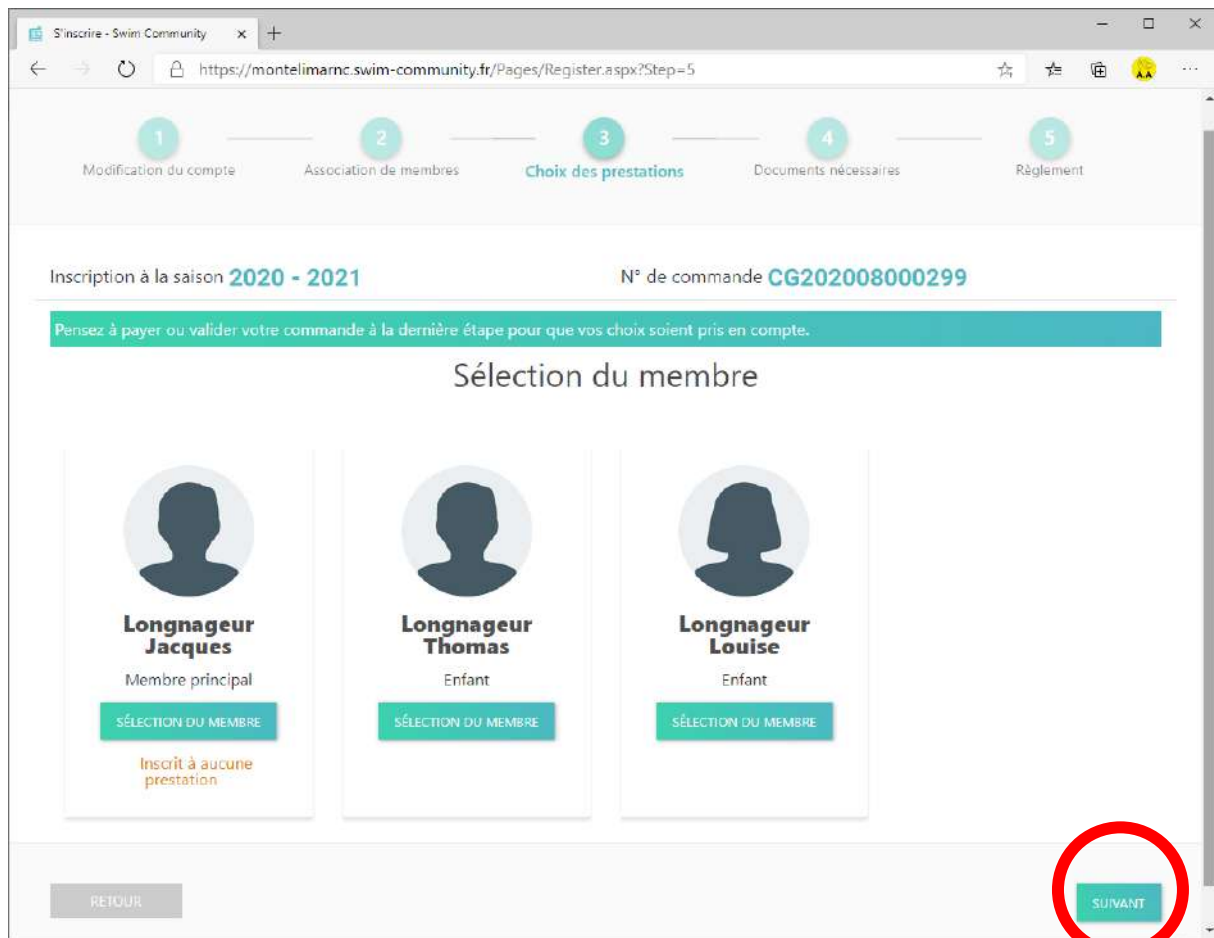 S'inscrire - Swim Community
https://montelimarnc.swim-community.fr/Pages/Register.aspx?Step=5
A.A
1 2 3 4 5
Modification du compte Association de membres Choix des prestations Documents nécessaires Règlement
Inscription à la saison 2020 - 2021 N° de commande CG202008000299
Pensez à payer ou valider votre commande à la dernière étape pour que vos choix soient pris en compte.
Sélection du membre
Longnageur Longnageur Longnageur
Jacques Thomas Louise
Membre principal Enfant Enfant
SÉLECTION DU MEMBRE SÉLECTION DU MEMBRE SÉLECTION DU MEMBRE
Inscrit à aucune
prestation
RETOUR SUIVANT